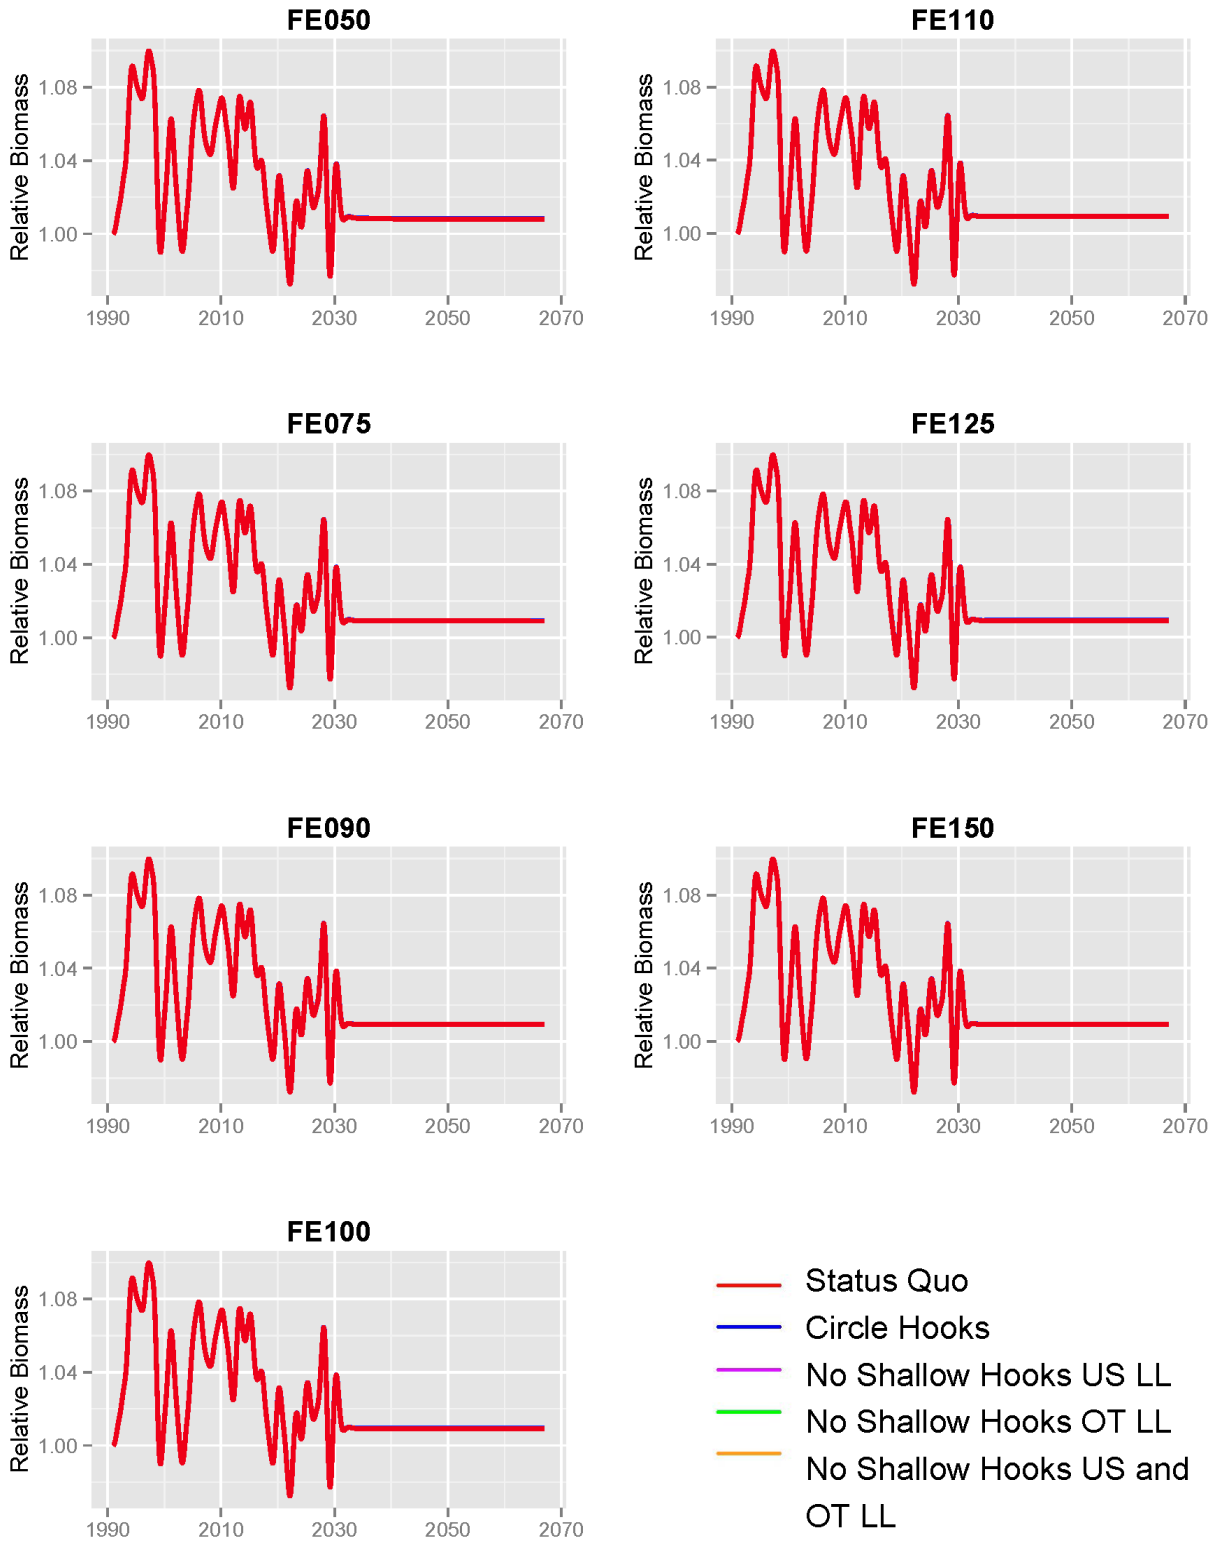 FE050
Relative Biomass
1.08
1.04
1.00
1990 2010 2030 2050 2070
FE110
Relative Biomass
1.08
1.04
1.00
1990 2010 2030 2050 2070
FE075
Relative Biomass
1.08
1.04
1.00
1990 2010 2030 2050 2070
FE125
Relative Biomass
1.08
1.04
1.00
1990 2010 2030 2050 2070
FE090
Relative Biomass
1.08
1.04
1.00
1990 2010 2030 2050 2070
FE150
Relative Biomass
1.08
1.04
1.00
1990 2010 2030 2050 2070
FE100
Relative Biomass
1.08
1.04
1.00
1990 2010 2030 2050 2070
Status Quo
Circle Hooks
No Shallow Hooks US LL
No Shallow Hooks OT LL
No Shallow Hooks US and
OT LL